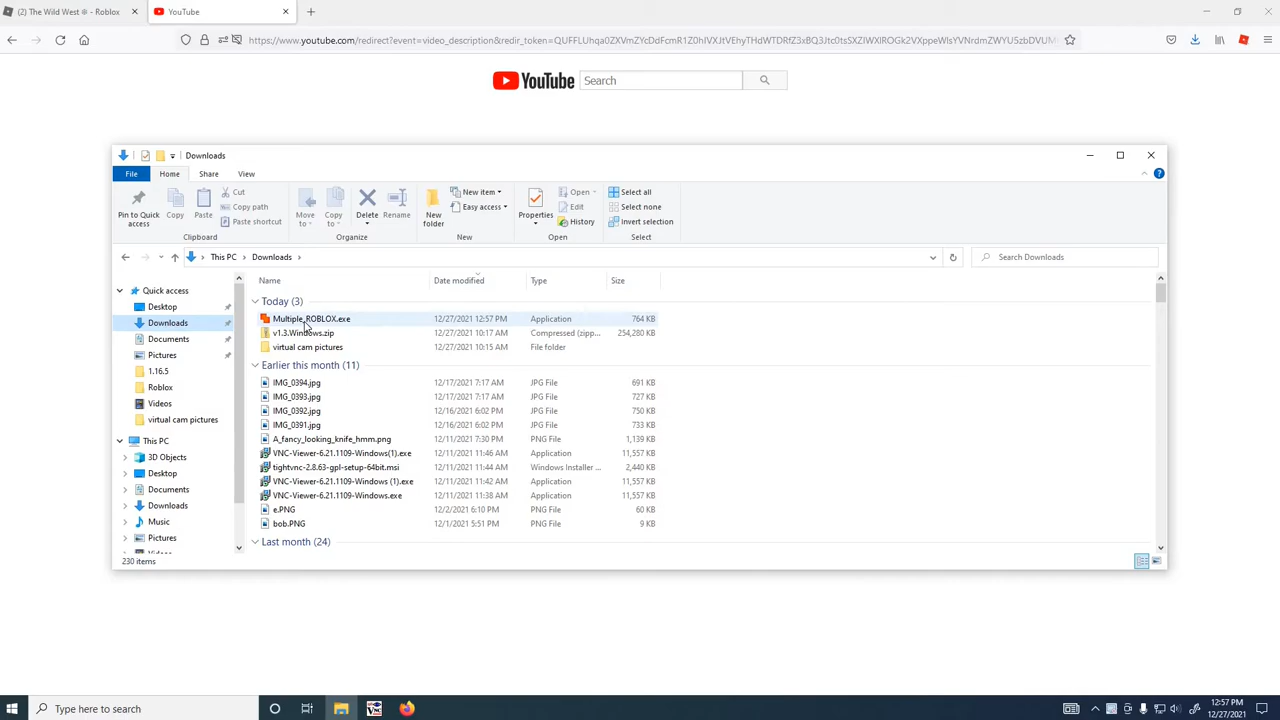 (2) The Wild West ❄ - Roblox
YouTube
YouTube Search
Downloads
File Home Share View
Pin to Quick access
Copy
Paste
Cut
Copy path
Paste shortcut
Clipboard
Move to
Copy to
Delete
Rename
Organize
New folder
New item
Easy access
New
Properties
Open
Edit
History
Open
Select all
Select none
Invert selection
Select
This PC > Downloads >
Search Downloads
Quick access
Desktop
Downloads
Documents
Pictures
1.16.5
Roblox
Videos
virtual cam pictures
This PC
3D Objects
Desktop
Documents
Downloads
Music
Pictures
Videos
Name Date modified Type Size
Today (3)
Multiple_ROBLOX.exe 12/27/2021 12:57 PM Application 764 KB
v1.3.Windows.zip 12/27/2021 10:17 AM Compressed (zipp... 254,280 KB
virtual cam pictures 12/27/2021 10:15 AM File folder
Earlier this month (11)
IMG_0394.jpg 12/17/2021 7:17 AM JPG File 691 KB
IMG_0393.jpg 12/17/2021 7:17 AM JPG File 727 KB
IMG_0392.jpg 12/16/2021 6:02 PM JPG File 750 KB
IMG_0391.jpg 12/16/2021 6:02 PM JPG File 733 KB
A_fancy_looking_knife_hmm.png 12/11/2021 7:30 PM PNG File 1,139 KB
VNC-Viewer-6.21.1109-Windows(1).exe 12/11/2021 11:46 AM Application 11,557 KB
tightvnc-2.8.63-gpl-setup-64bit.msi 12/11/2021 11:44 AM Windows Installer ... 2,440 KB
VNC-Viewer-6.21.1109-Windows (1).exe 12/11/2021 11:42 AM Application 11,557 KB
VNC-Viewer-6.21.1109-Windows.exe 12/11/2021 11:38 AM Application 11,557 KB
e.PNG 12/2/2021 6:10 PM PNG File 60 KB
bob.PNG 12/1/2021 5:51 PM PNG File 9 KB
Last month (24)
230 items
Type here to search
12:57 PM
12/27/2021